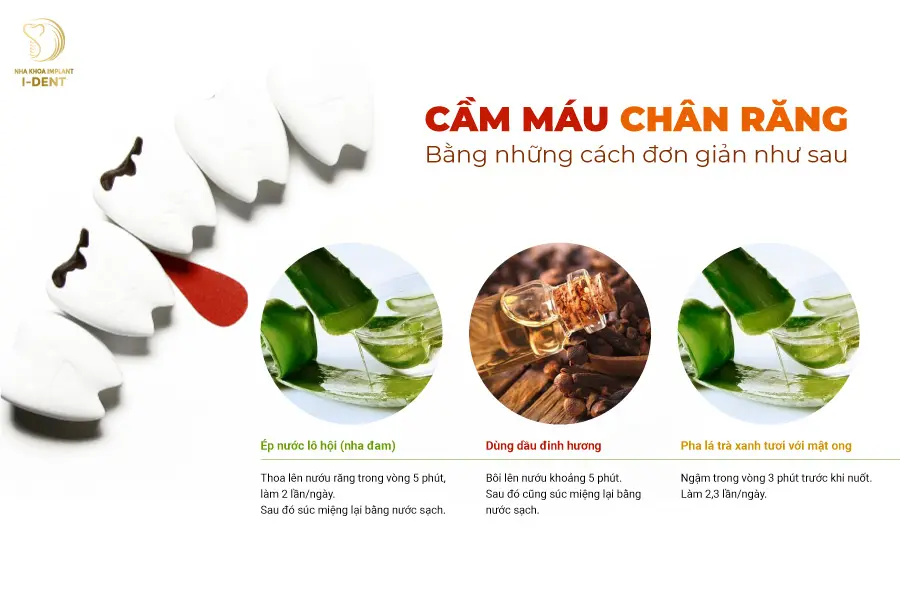 NHA KHOA IMPLANT
I-DENT
CẦM MÁU CHÂN RĂNG
Bằng những cách đơn giản như sau
Ép nước lô hội (nha đam)
Thoa lên nướu răng trong vòng 5 phút,
làm 2 lần/ngày.
Sau đó súc miệng lại bằng nước sạch.
Dùng dầu đinh hương
Bôi lên nướu khoảng 5 phút.
Sau đó cũng súc miệng lại bằng
nước sạch.
Pha lá trà xanh tươi với mật ong
Ngậm trong vòng 3 phút trước khi nuốt.
Làm 2,3 lần/ngày.